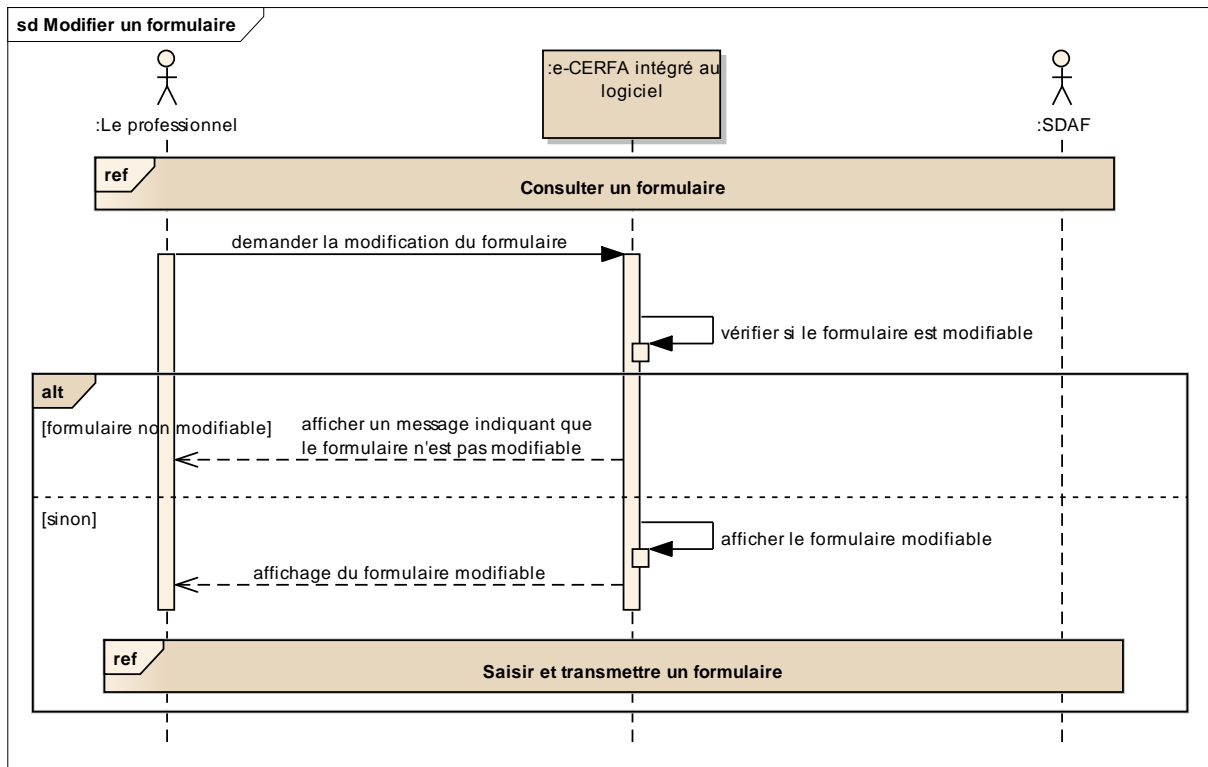 sd Modifier un formulaire
:Le professionnel
:e-CERFA intégré au
logiciel
:SDAF
ref
Consulter un formulaire
demander la modification du formulaire
vérifier si le formulaire est modifiable
alt
[formulaire non modifiable]
afficher un message indiquant que
le formulaire n'est pas modifiable
[sinon]
afficher le formulaire modifiable
affichage du formulaire modifiable
ref
Saisir et transmettre un formulaire